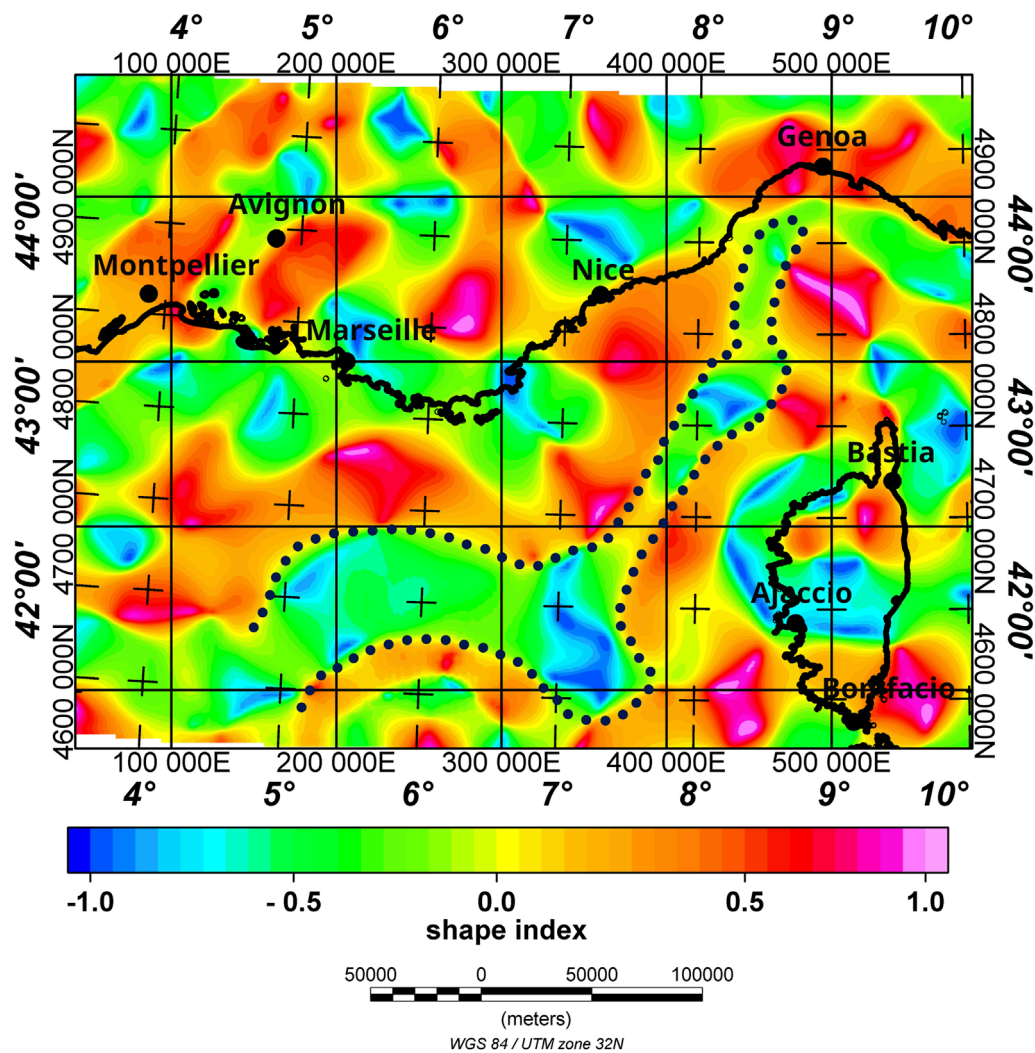 4° 5° 6° 7° 8° 9° 10°
100 000E 200 000E 300 000E 400 000E 500 000E
44°00'
43°00'
42°00'
4900 000N
4800 000N
4700 000N
4600 000N
Genoa
Avignon
Montpellier
Nice
Marseille
Bastia
Ajaccio
Bonifacio
4900 000N
4800 000N
4700 000N
4600 000N
44°00'
43°00'
42°00'
100 000E 200 000E 300 000E 400 000E 500 000E
4° 5° 6° 7° 8° 9° 10°
-1.0 - 0.5 0.0 0.5 1.0
shape index
50000 0 50000 100000
(meters)
WGS 84 / UTM zone 32N